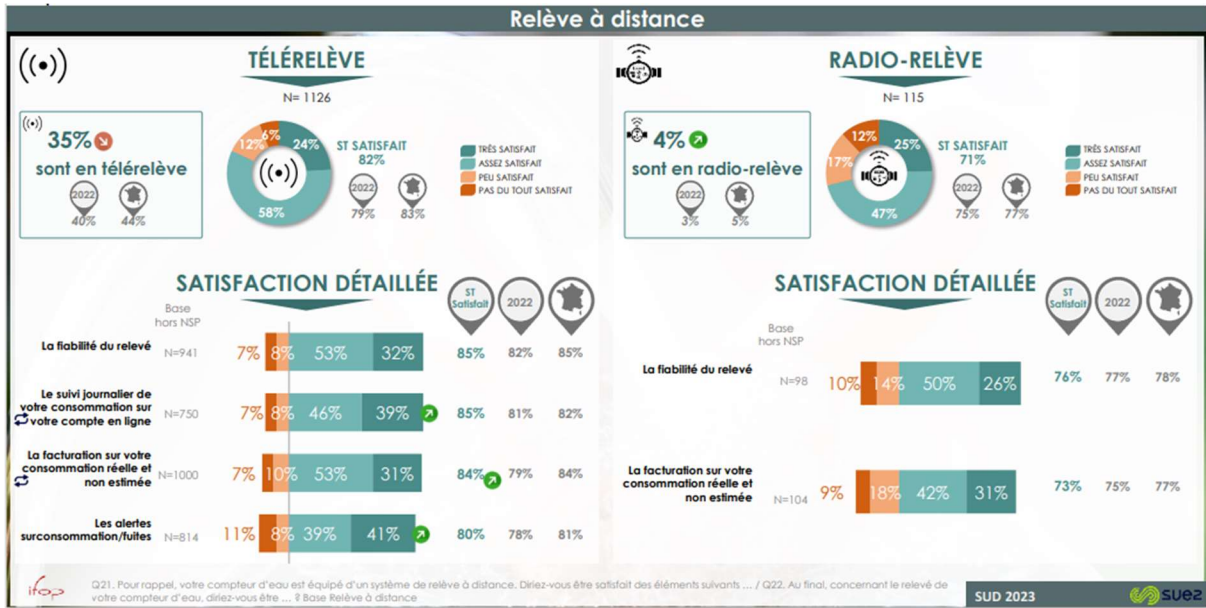 Relève à distance
TÉLÉRELÈVE
N= 1126
35%
sont en télérelève
2022
40% 44%
6%
12% 24%
58%
ST SATISFAIT
82%
2022
79% 83%
TRÈS SATISFAIT
ASSEZ SATISFAIT
PEU SATISFAIT
PAS DU TOUT SATISFAIT
SATISFACTION DÉTAILLÉE
Base
hors NSP
ST
Satisfait
2022
La fiabilité du relevé N=941 7% 8% 53% 32% 85% 82% 85%
Le suivi journalier de
votre consommation sur
votre compte en ligne
N=750 7% 8% 46% 39% 85% 81% 82%
La facturation sur votre
consommation réelle et
non estimée
N=1000 7% 10% 53% 31% 84% 79% 84%
Les alertes
surconsommation/fuites
N=814 11% 8% 39% 41% 80% 78% 81%
RADIO-RELÈVE
N= 115
4%
sont en radio-relève
2022
3% 5%
12%
17% 25%
47%
ST SATISFAIT
71%
2022
75% 77%
TRÈS SATISFAIT
ASSEZ SATISFAIT
PEU SATISFAIT
PAS DU TOUT SATISFAIT
SATISFACTION DÉTAILLÉE
Base
hors NSP
ST
Satisfait
2022
La fiabilité du relevé
N=98 10% 14% 50% 26% 76% 77% 78%
La facturation sur votre
consommation réelle et
non estimée
N=104 9% 18% 42% 31% 73% 75% 77%
ifop
Q21. Pour rappel, votre compteur d'eau est équipé d'un système de relève à distance. Diriez-vous être satisfait des éléments suivants ... / Q22. Au final, concernant le relevé de
votre compteur d'eau, diriez-vous être ... ? Base Relève à distance
SUD 2023
suez